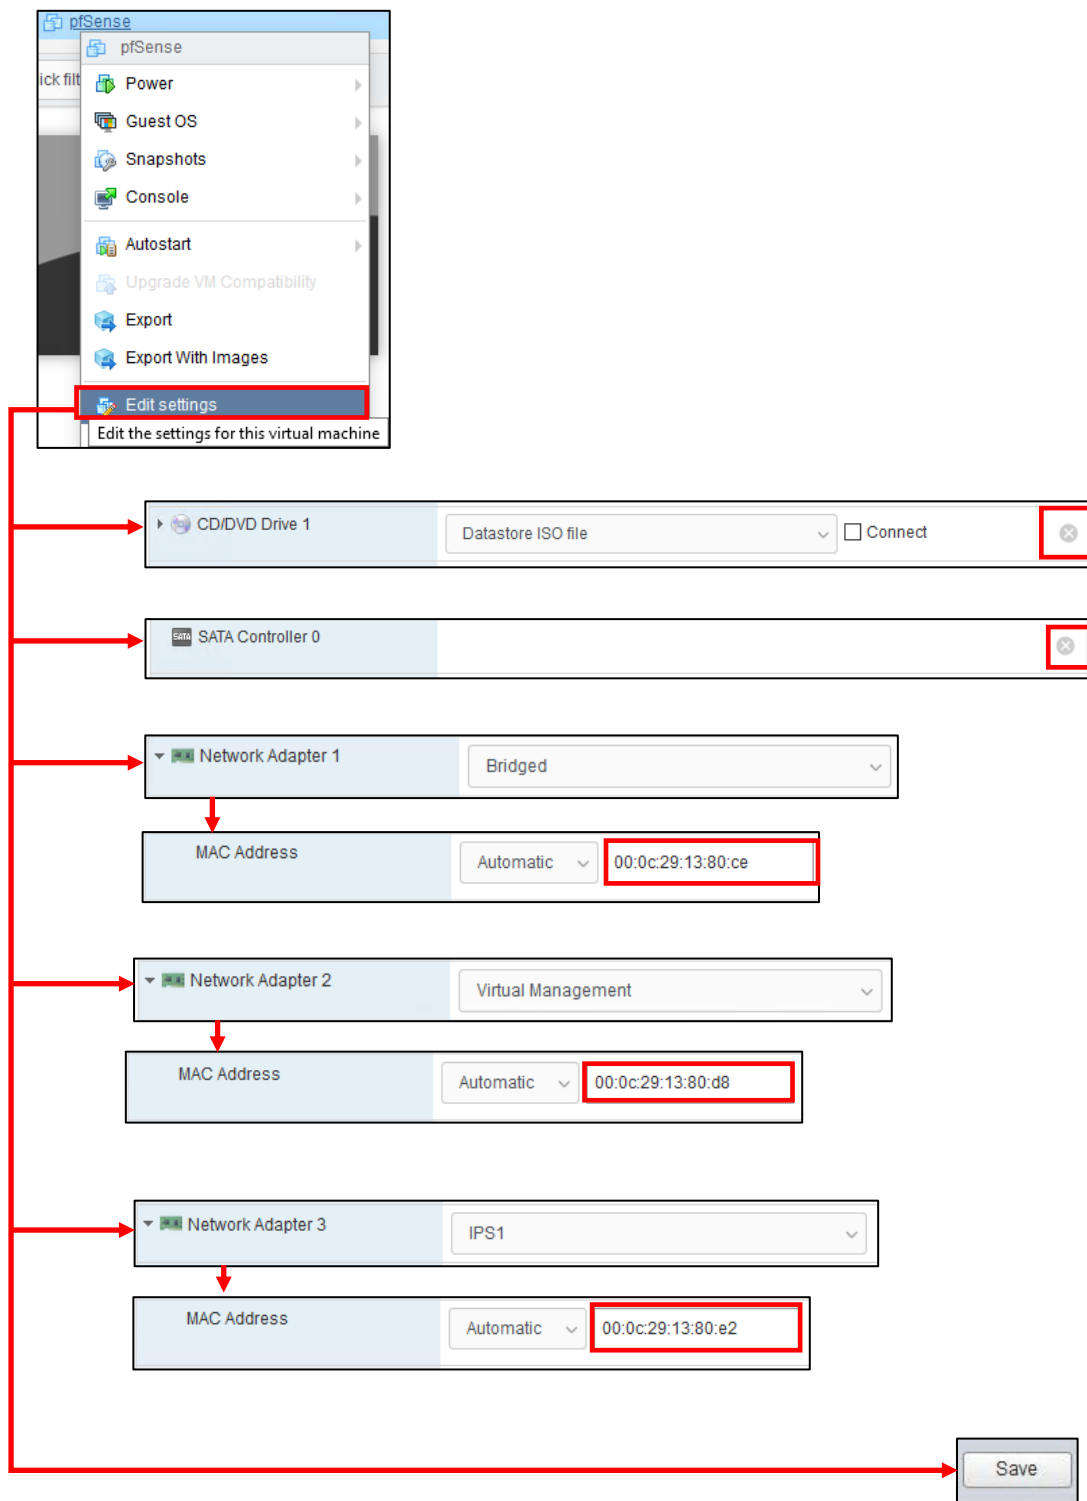 pfSense
pfSense
ick filt
Power
Guest OS
Snapshots
Console
Autostart
Upgrade VM Compatibility
Export
Export With Images
Edit settings
Edit the settings for this virtual machine
CD/DVD Drive 1 Datastore ISO file Connect
SATA SATA Controller 0
Network Adapter 1 Bridged
MAC Address Automatic 00:0c:29:13:80:ce
Network Adapter 2 Virtual Management
MAC Address Automatic 00:0c:29:13:80:d8
Network Adapter 3 IPS1
MAC Address Automatic 00:0c:29:13:80:e2
Save